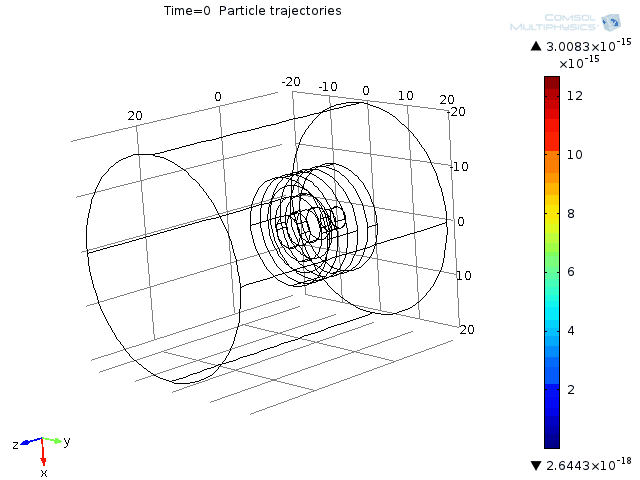 Time=0 Particle trajectories
COMSOL
MULTIPHYSICS
▲ 3.0083×10⁻¹⁵
×10⁻¹⁵
-20 -10 0 10 20
20 0
20
-10
0
10
20
12
10
8
6
4
2
z y
x
▼ 2.6443×10⁻¹⁸